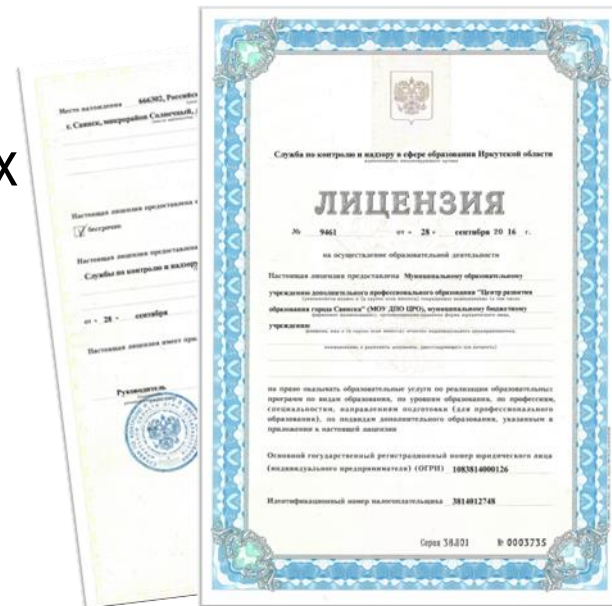 х
Место нахождения 666302, Российск
г. Саянск, микрорайон Солнечный,
Настоящая лицензия предоставлена
бессрочно
Настоящая лицензия предоставлена
Службы по контролю и надзору
от « 28 » сентября
Настоящая лицензия имеет
Руководитель
Служба по контролю и надзору в сфере образования Иркутской области
ЛИЦЕНЗИЯ
№ 9461 от « 28 » сентября 20 16 г.
на осуществление образовательной деятельности
Настоящая лицензия предоставлена Муниципальному образовательному
учреждению дополнительного профессионального образования "Центр развития
образования города Саянска" (МОУ ДПО ЦРО), муниципальному бюджетному
учреждению
на право оказывать образовательные услуги по реализации образовательных
программ по видам образования, по уровням образования, по профессиям,
специальностям, направлениям подготовки (для профессионального
образования), по подвидам дополнительного образования, указанным в
приложении к настоящей лицензии
Основной государственный регистрационный номер юридического лица
(индивидуального предпринимателя) (ОГРН) 1083814000126
Идентификационный номер налогоплательщика 3814012748
Серия 38Л01 № 0003735